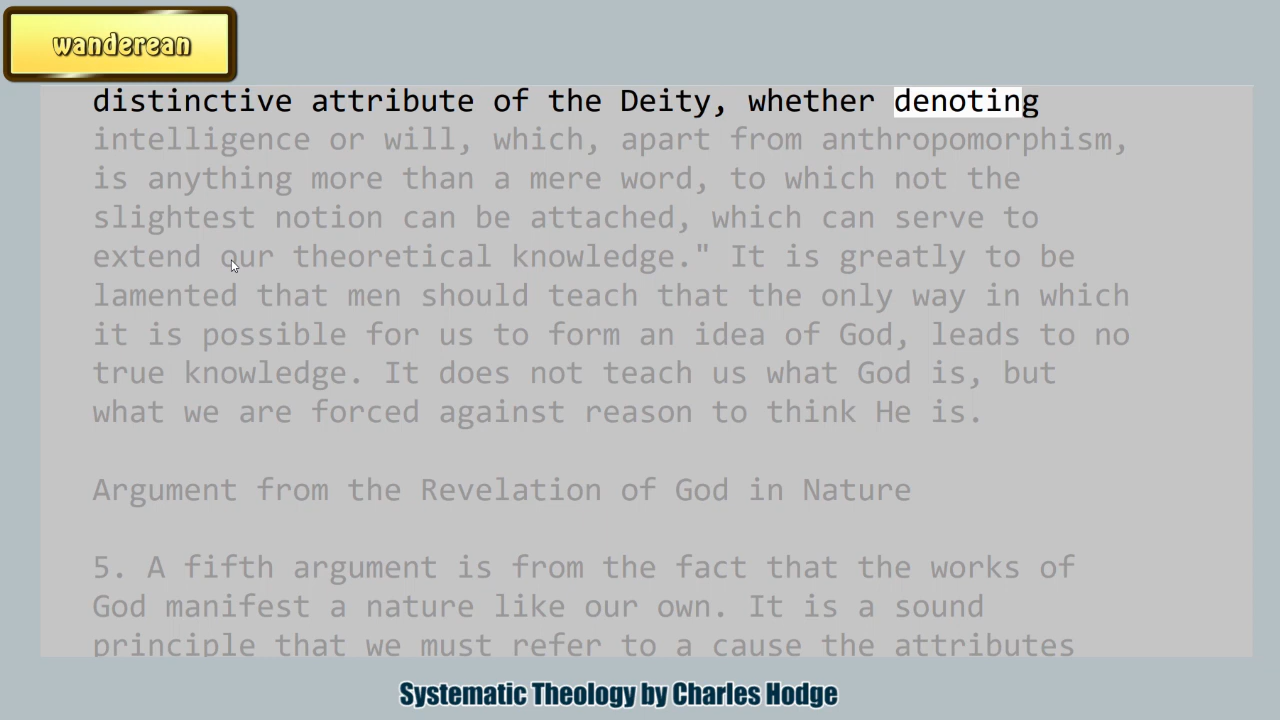 wanderean
distinctive attribute of the Deity, whether denoting
intelligence or will, which, apart from anthropomorphism,
is anything more than a mere word, to which not the
slightest notion can be attached, which can serve to
extend our theoretical knowledge." It is greatly to be
lamented that men should teach that the only way in which
it is possible for us to form an idea of God, leads to no
true knowledge. It does not teach us what God is, but
what we are forced against reason to think He is.
Argument from the Revelation of God in Nature
5. A fifth argument is from the fact that the works of
God manifest a nature like our own. It is a sound
principle that we must refer to a cause the attributes
Systematic Theology by Charles Hodge